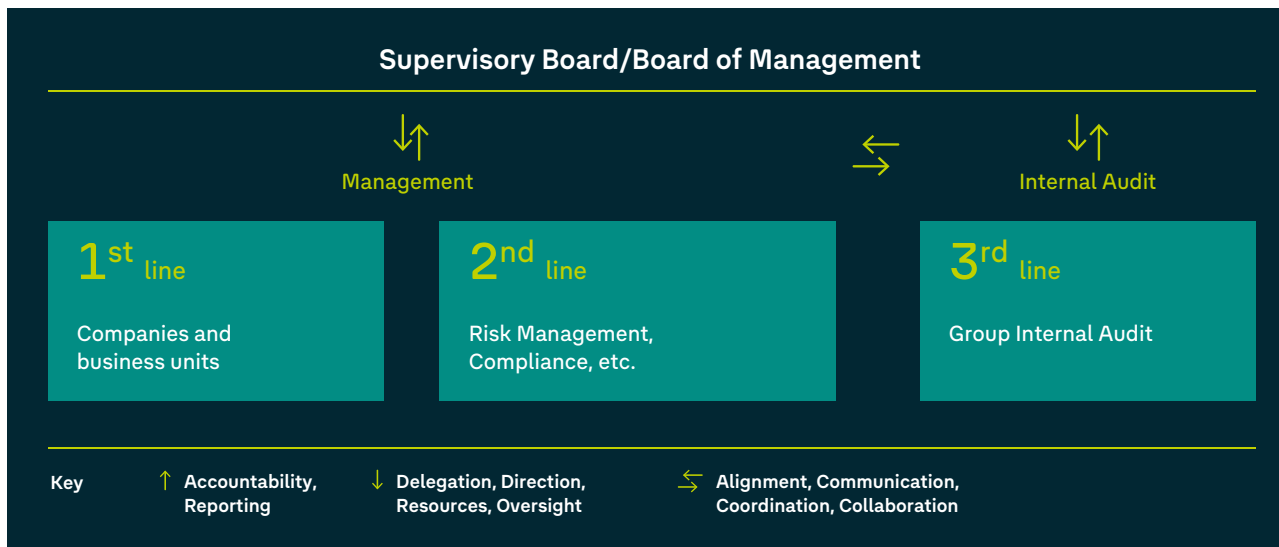 Supervisory Board/Board of Management
Management
Internal Audit
1st line
Companies and
business units
2nd line
Risk Management,
Compliance, etc.
3rd line
Group Internal Audit
Key
Accountability,
Reporting
Delegation, Direction,
Resources, Oversight
Alignment, Communication,
Coordination, Collaboration